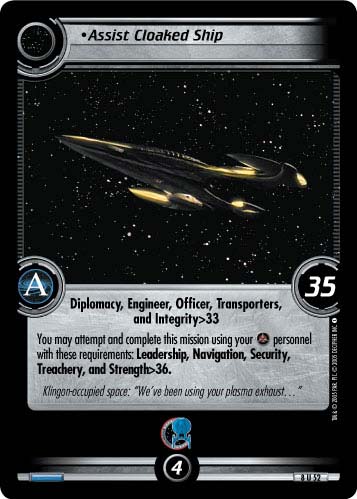 •Assist Cloaked Ship
A
35
Diplomacy, Engineer, Officer, Transporters,
and Integrity>33
You may attempt and complete this mission using your personnel
with these requirements: Leadership, Navigation, Security,
Treachery, and Strength>36.
Klingon-occupied space: "We've been using your plasma exhaust..."
4
8 U 52